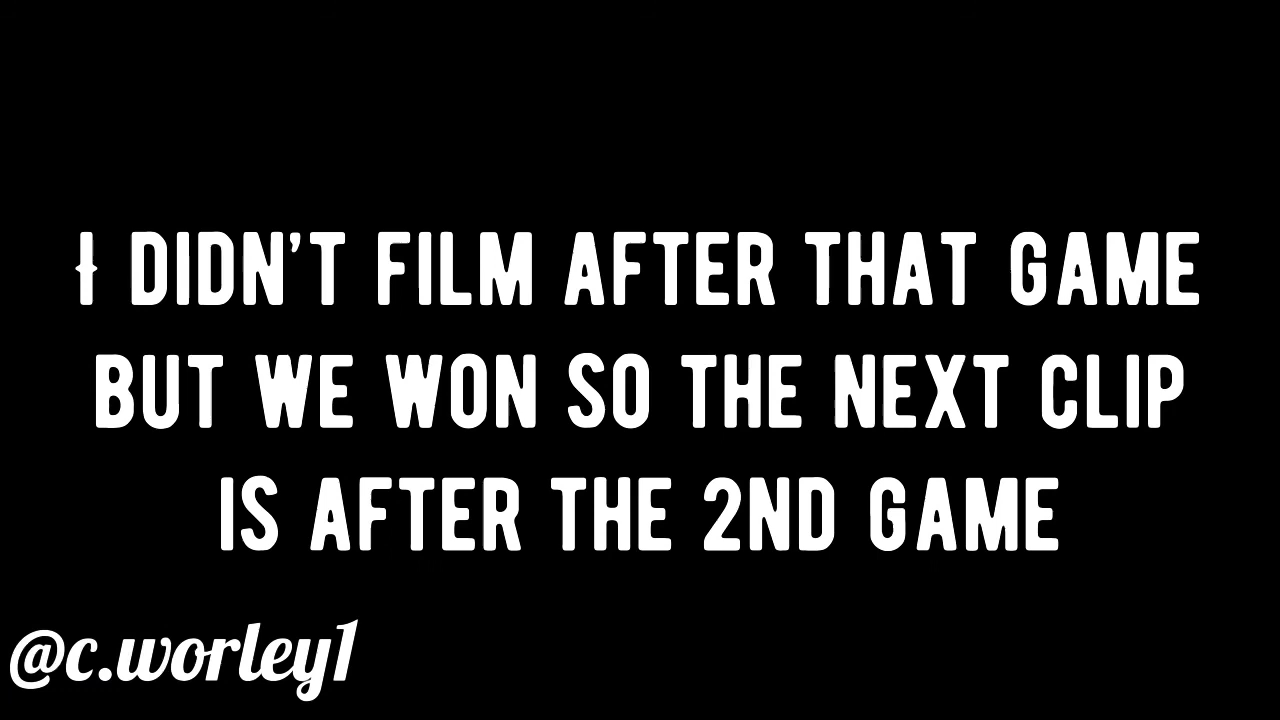 I DIDN'T FILM AFTER THAT GAME
BUT WE WON SO THE NEXT CLIP
IS AFTER THE 2ND GAME
@c.worley1